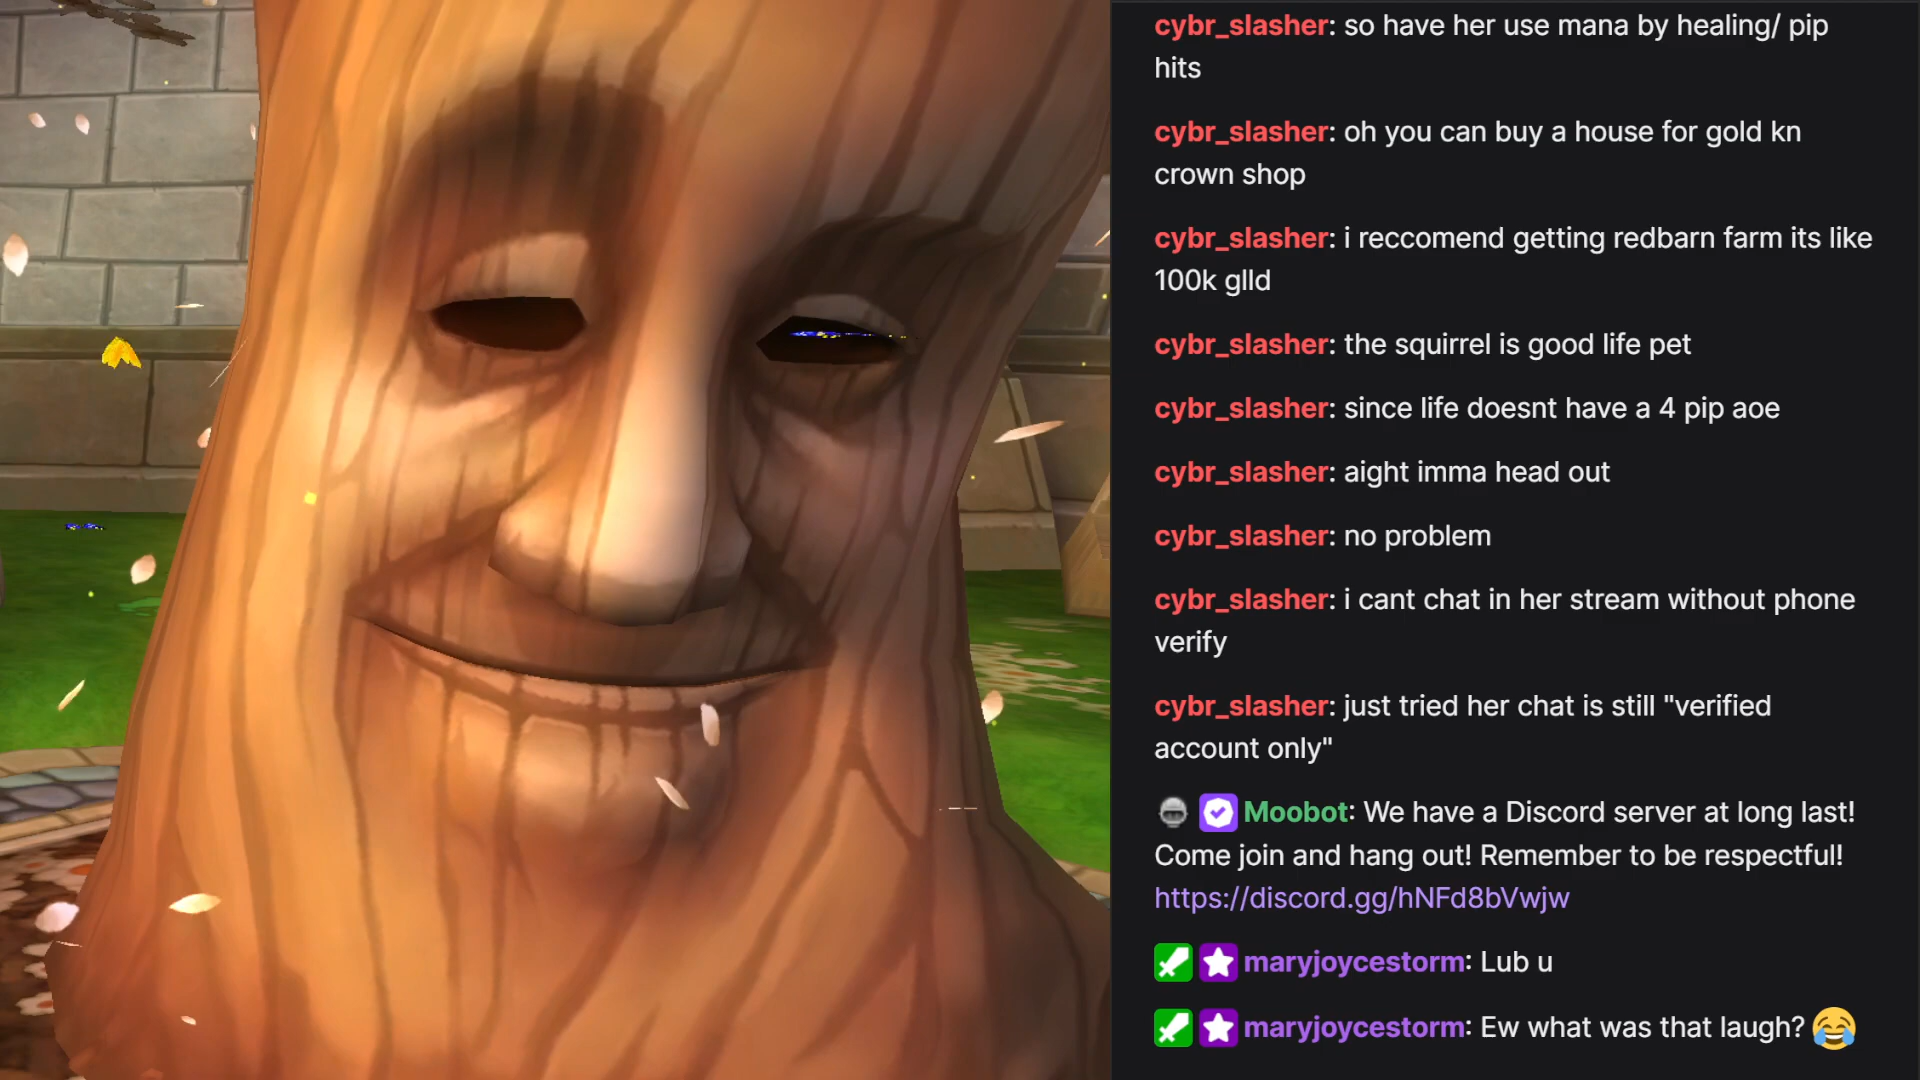 cybr_slasher: so have her use mana by healing/ pip
hits
cybr_slasher: oh you can buy a house for gold kn
crown shop
cybr_slasher: i reccomend getting redbarn farm its like
100k glld
cybr_slasher: the squirrel is good life pet
cybr_slasher: since life doesnt have a 4 pip aoe
cybr_slasher: aight imma head out
cybr_slasher: no problem
cybr_slasher: i cant chat in her stream without phone
verify
cybr_slasher: just tried her chat is still "verified
account only"
Moobot: We have a Discord server at long last!
Come join and hang out! Remember to be respectful!
https://discord.gg/hNFd8bVwjw
maryjoycestorm: Lub u
maryjoycestorm: Ew what was that laugh? 😂